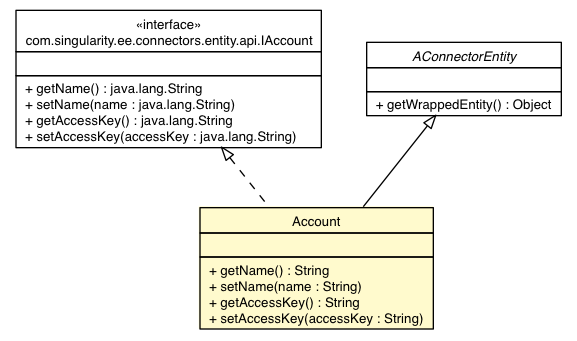 «interface»
com.singularity.ee.connectors.entity.api.IAccount
+ getName() : java.lang.String
+ setName(name : java.lang.String)
+ getAccessKey() : java.lang.String
+ setAccessKey(accessKey : java.lang.String)
AConnectorEntity
+ getWrappedEntity() : Object
Account
+ getName() : String
+ setName(name : String)
+ getAccessKey() : String
+ setAccessKey(accessKey : String)